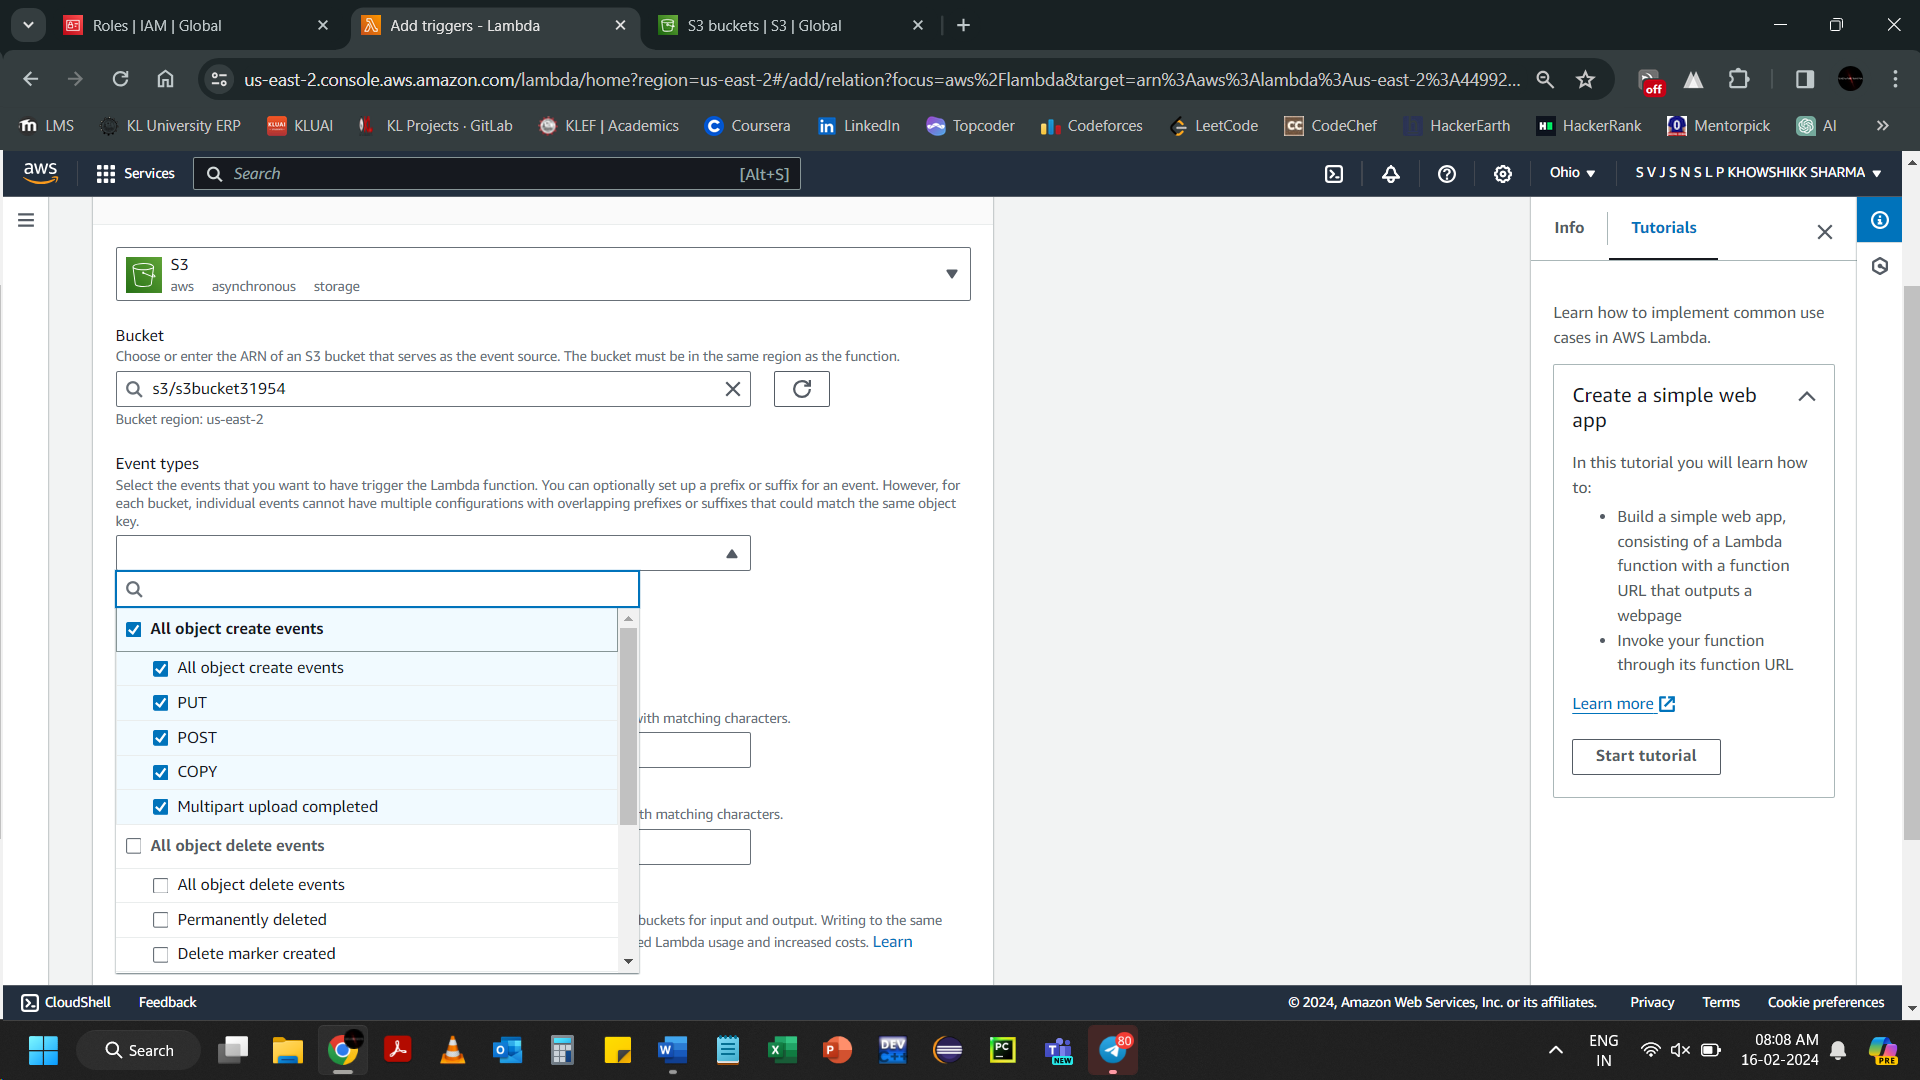 Roles | IAM | Global
Add triggers - Lambda
S3 buckets | S3 | Global
us-east-2.console.aws.amazon.com/lambda/home?region=us-east-2#/add/relation?focus=aws%2Flambda&target=arn%3Aaws%3Alambda%3Aus-east-2%3A44992...
off
LMS
KL University ERP
KLUAI
KL Projects · GitLab
KLEF | Academics
Coursera
LinkedIn
Topcoder
Codeforces
LeetCode
CodeChef
HackerEarth
HackerRank
Mentorpick
AI
aws
Services
Search
[Alt+S]
Ohio
S V J S N S L P KHOWSHIKK SHARMA
S3
aws asynchronous storage
Bucket
Choose or enter the ARN of an S3 bucket that serves as the event source. The bucket must be in the same region as the function.
s3/s3bucket31954
Bucket region: us-east-2
Event types
Select the events that you want to have trigger the Lambda function. You can optionally set up a prefix or suffix for an event. However, for
each bucket, individual events cannot have multiple configurations with overlapping prefixes or suffixes that could match the same object
key.
All object create events
All object create events
PUT
POST
COPY
Multipart upload completed
All object delete events
All object delete events
Permanently deleted
Delete marker created
with matching characters.
th matching characters.
buckets for input and output. Writing to the same
ed Lambda usage and increased costs. Learn
Info
Tutorials
Learn how to implement common use
cases in AWS Lambda.
Create a simple web
app
In this tutorial you will learn how
to:
• Build a simple web app,
consisting of a Lambda
function with a function
URL that outputs a
webpage
• Invoke your function
through its function URL
Learn more
Start tutorial
CloudShell
Feedback
© 2024, Amazon Web Services, Inc. or its affiliates.
Privacy
Terms
Cookie preferences
Search
DEV
PC
NEW
80
ENG
IN
08:08 AM
16-02-2024
PRE